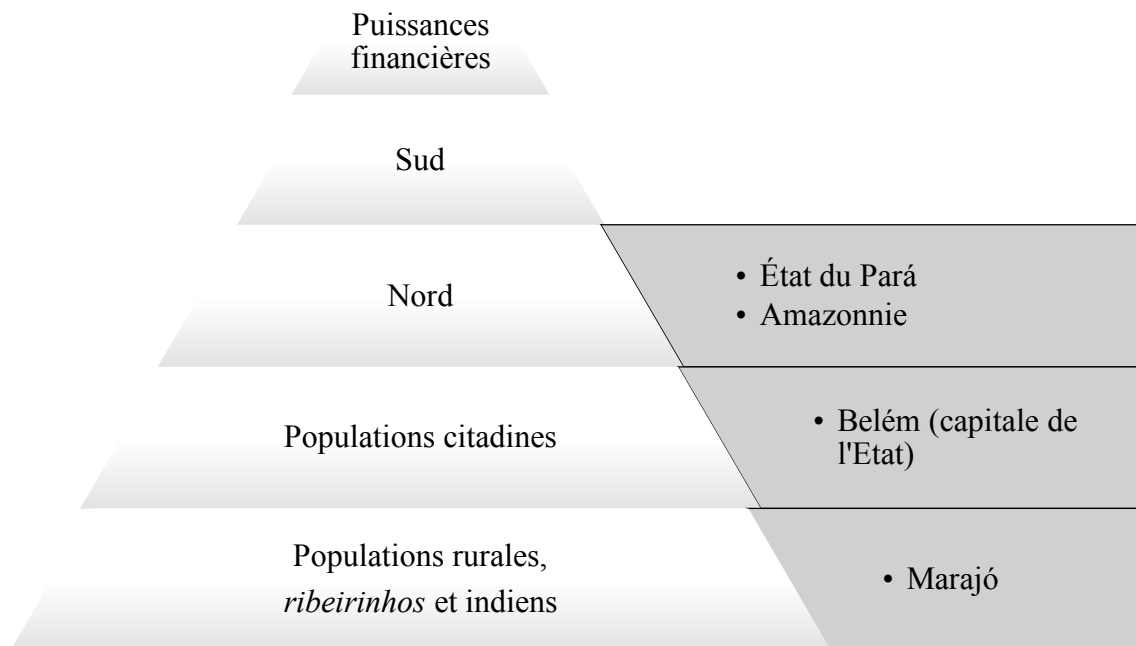 Puissances
financières
Sud
Nord
• État du Pará
• Amazonnie
Populations citadines
• Belém (capitale de
l'Etat)
Populations rurales,
ribeirinhos et indiens
• Marajó